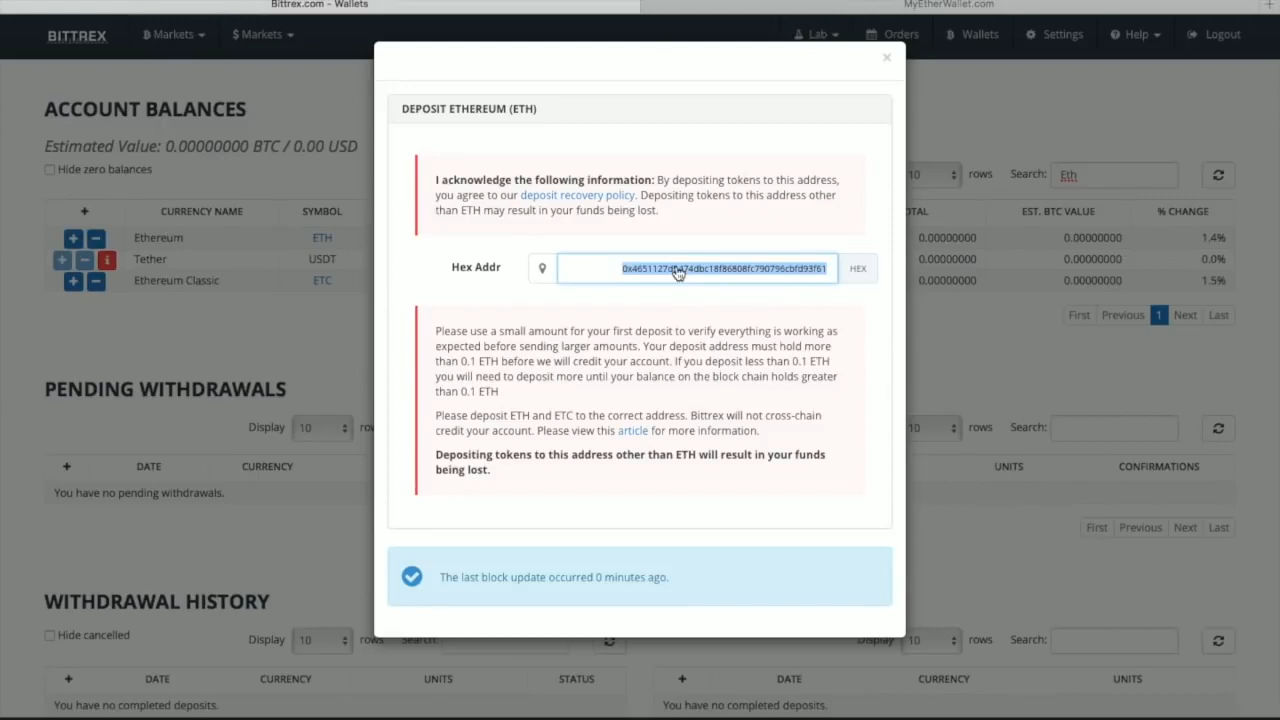 Bittrex.com – Wallets
MyEtherWallet.com
BITTREX Markets $ Markets Lab Orders Wallets Settings Help Logout
×
DEPOSIT ETHEREUM (ETH)
ACCOUNT BALANCES
Estimated Value: 0.00000000 BTC / 0.00 USD
Hide zero balances
10 rows Search: Eth
I acknowledge the following information: By depositing tokens to this address,
you agree to our deposit recovery policy. Depositing tokens to this address other
than ETH may result in your funds being lost.
+ CURRENCY NAME SYMBOL EST. BTC VALUE % CHANGE
Ethereum ETH 0.00000000 0.00000000 1.4%
Tether USDT 0.00000000 0.00000000 0.0%
Ethereum Classic ETC 0.00000000 0.00000000 1.5%
Hex Addr HEX
First Previous 1 Next Last
Please use a small amount for your first deposit to verify everything is working as
expected before sending larger amounts. Your deposit address must hold more
than 0.1 ETH before we will credit your account. If you deposit less than 0.1 ETH
you will need to deposit more until your balance on the block chain holds greater
than 0.1 ETH
Please deposit ETH and ETC to the correct address. Bittrex will not cross-chain
credit your account. Please view this article for more information.
Depositing tokens to this address other than ETH will result in your funds
being lost.
PENDING WITHDRAWALS
Display 10
10 rows Search:
+ DATE CURRENCY
UNITS CONFIRMATIONS
You have no pending withdrawals.
First Previous Next Last
The last block update occurred 0 minutes ago.
WITHDRAWAL HISTORY
Hide cancelled
Display 10 rows Search:
Display 10 rows Search:
+ DATE CURRENCY UNITS STATUS
+ DATE CURRENCY UNITS
You have no completed deposits.
You have no completed deposits.